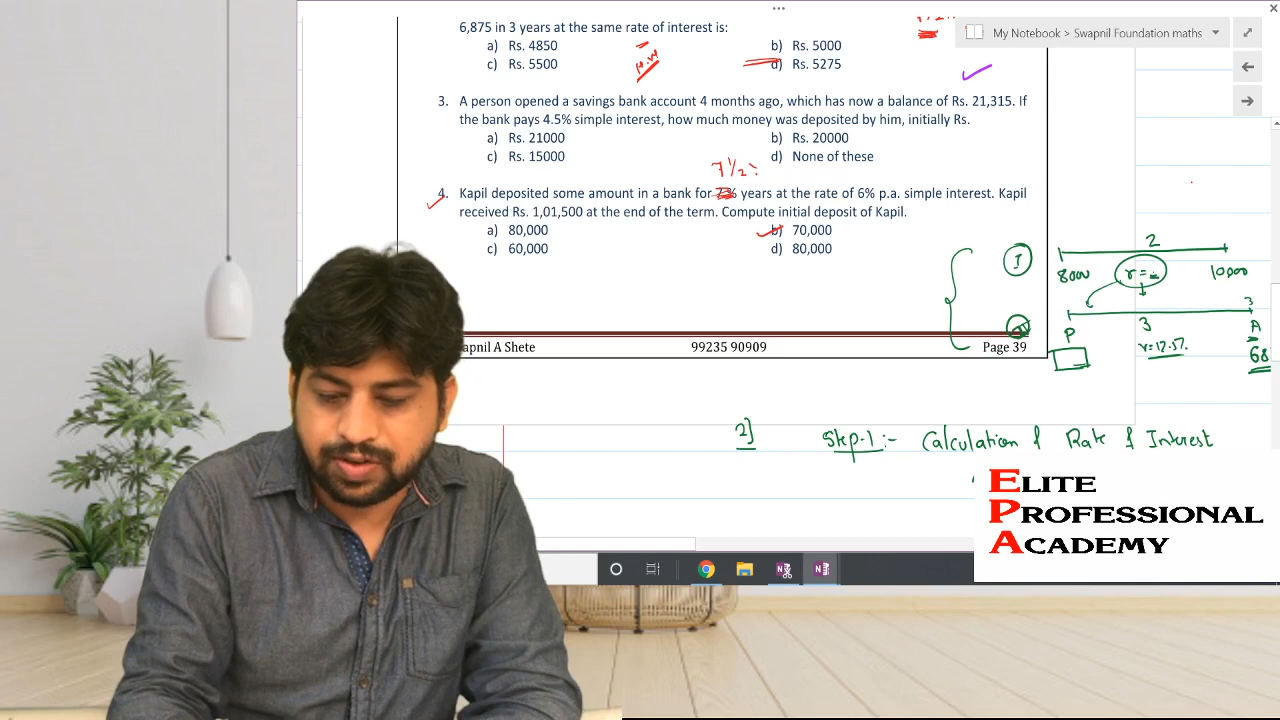 My Notebook > Swapnil Foundation maths
6,875 in 3 years at the same rate of interest is:
a) Rs. 4850
b) Rs. 5000
c) Rs. 5500
d) Rs. 5275
H.W
3. A person opened a savings bank account 4 months ago, which has now a balance of Rs. 21,315. If
the bank pays 4.5% simple interest, how much money was deposited by him, initially Rs.
a) Rs. 21000
b) Rs. 20000
c) Rs. 15000
d) None of these
7 1/2
4. Kapil deposited some amount in a bank for years at the rate of 6% p.a. simple interest. Kapil
received Rs. 1,01,500 at the end of the term. Compute initial deposit of Kapil.
a) 80,000
b) 70,000
c) 60,000
d) 80,000
I
2
8000
r =
10000
P
3
3
A
r=12.5%
68
apnil A Shete
99235 90909
Page 39
2]
Step-1:- Calculation of Rate of Interest
ELITE
PROFESSIONAL
ACADEMY